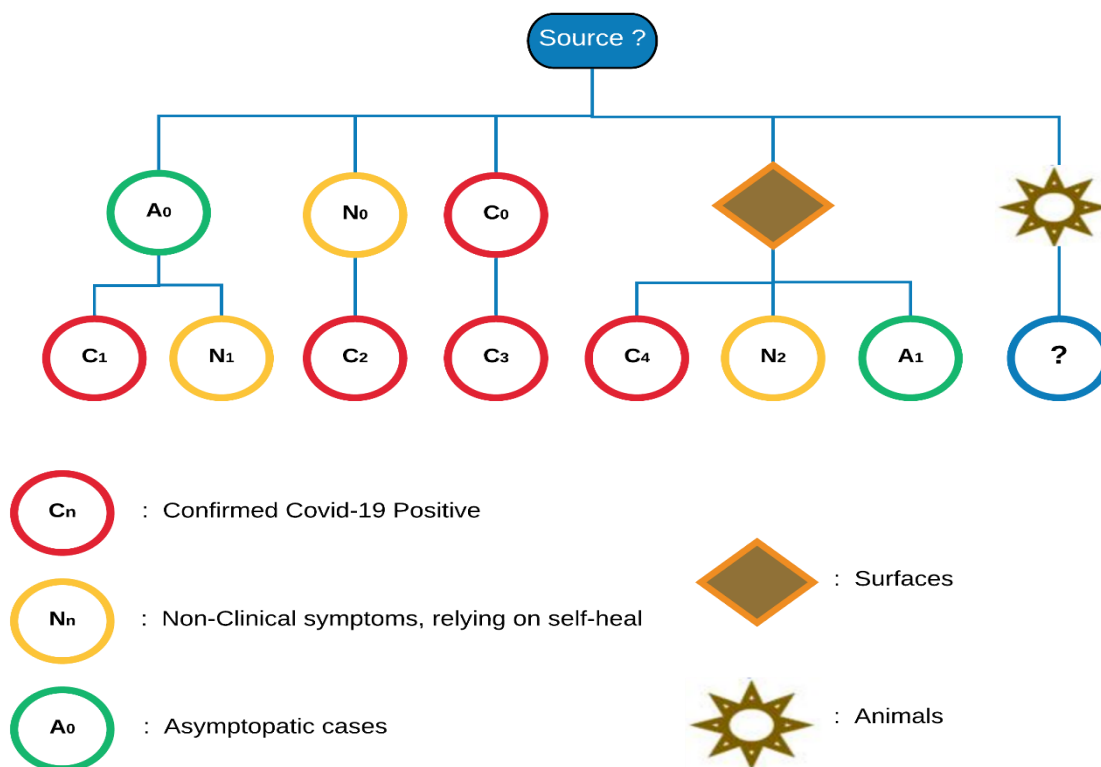 Source ?
A0
N0
C0
C1
N1
C2
C3
C4
N2
A1
?
Cn : Confirmed Covid-19 Positive
: Surfaces
Nn : Non-Clinical symptoms, relying on self-heal
A0 : Asymptopatic cases
: Animals